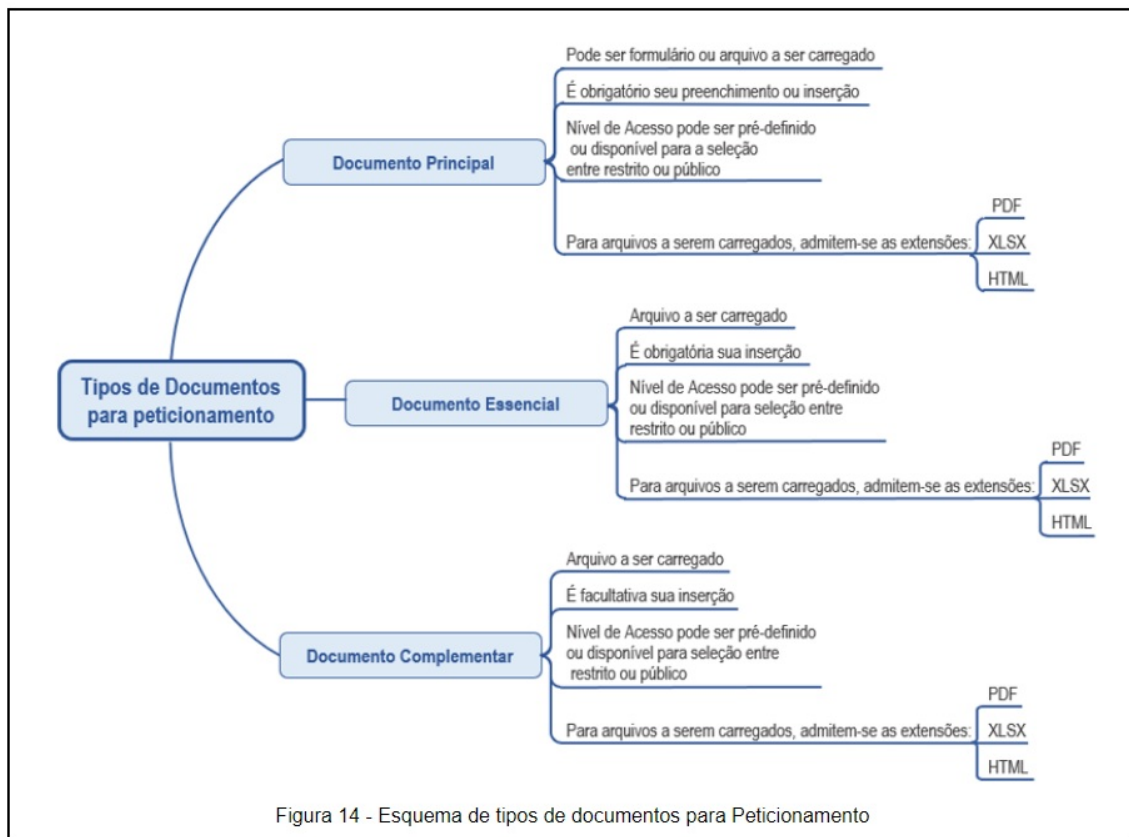 Pode ser formulário ou arquivo a ser carregado
É obrigatório seu preenchimento ou inserção
Nível de Acesso pode ser pré-definido
ou disponível para a seleção
entre restrito ou público
Documento Principal
Para arquivos a serem carregados, admitem-se as extensões:
PDF
XLSX
HTML
Tipos de Documentos
para peticionamento
Arquivo a ser carregado
É obrigatória sua inserção
Nível de Acesso pode ser pré-definido
ou disponível para seleção entre
restrito ou público
Documento Essencial
Para arquivos a serem carregados, admitem-se as extensões:
PDF
XLSX
HTML
Arquivo a ser carregado
É facultativa sua inserção
Nível de Acesso pode ser pré-definido
ou disponível para seleção entre
restrito ou público
Documento Complementar
Para arquivos a serem carregados, admitem-se as extensões:
PDF
XLSX
HTML
Figura 14 - Esquema de tipos de documentos para Peticionamento